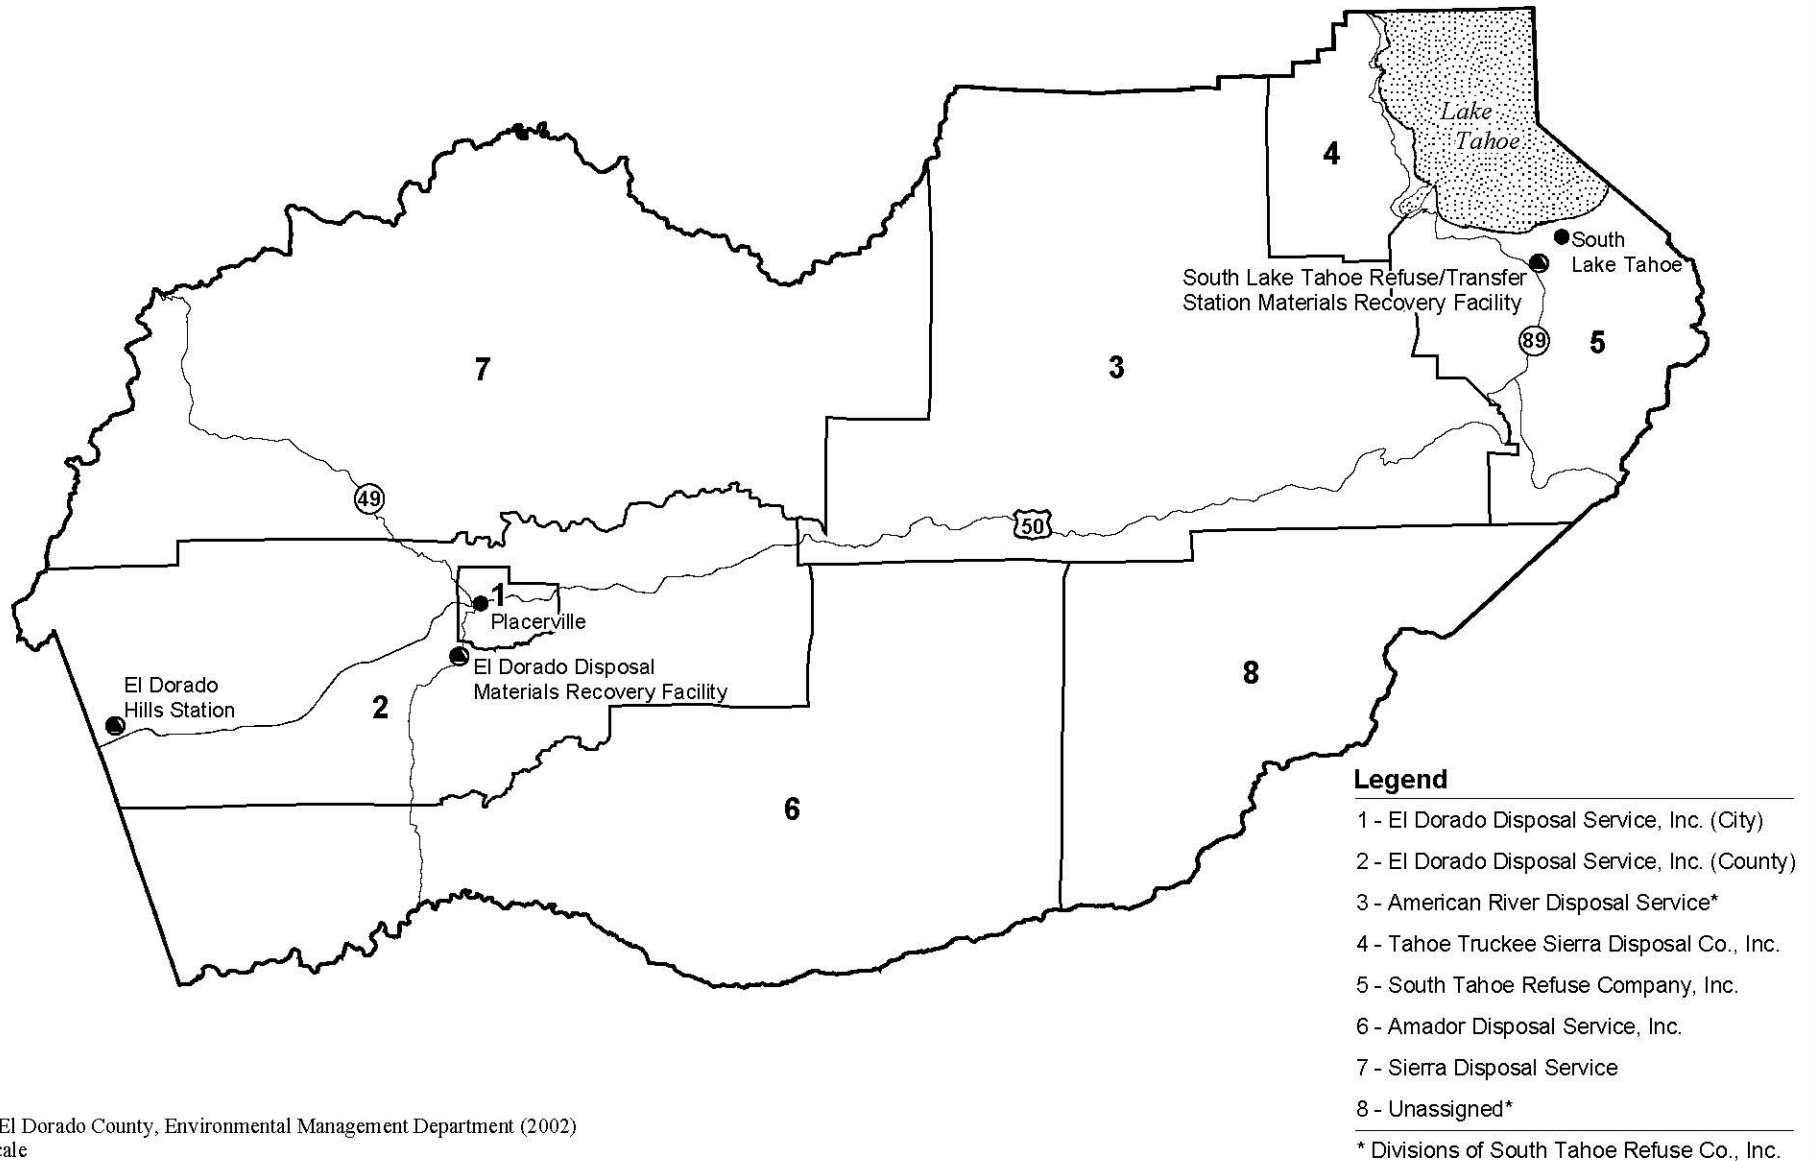 Lake
Tahoe
4
South
Lake Tahoe
South Lake Tahoe Refuse/Transfer
Station Materials Recovery Facility
89
5
7
3
49
50
1
Placerville
El Dorado Disposal
Materials Recovery Facility
El Dorado
Hills Station
2
8
6
Legend
1 - El Dorado Disposal Service, Inc. (City)
2 - El Dorado Disposal Service, Inc. (County)
3 - American River Disposal Service*
4 - Tahoe Truckee Sierra Disposal Co., Inc.
5 - South Tahoe Refuse Company, Inc.
6 - Amador Disposal Service, Inc.
7 - Sierra Disposal Service
8 - Unassigned*
* Divisions of South Tahoe Refuse Co., Inc.
El Dorado County, Environmental Management Department (2002)
cale